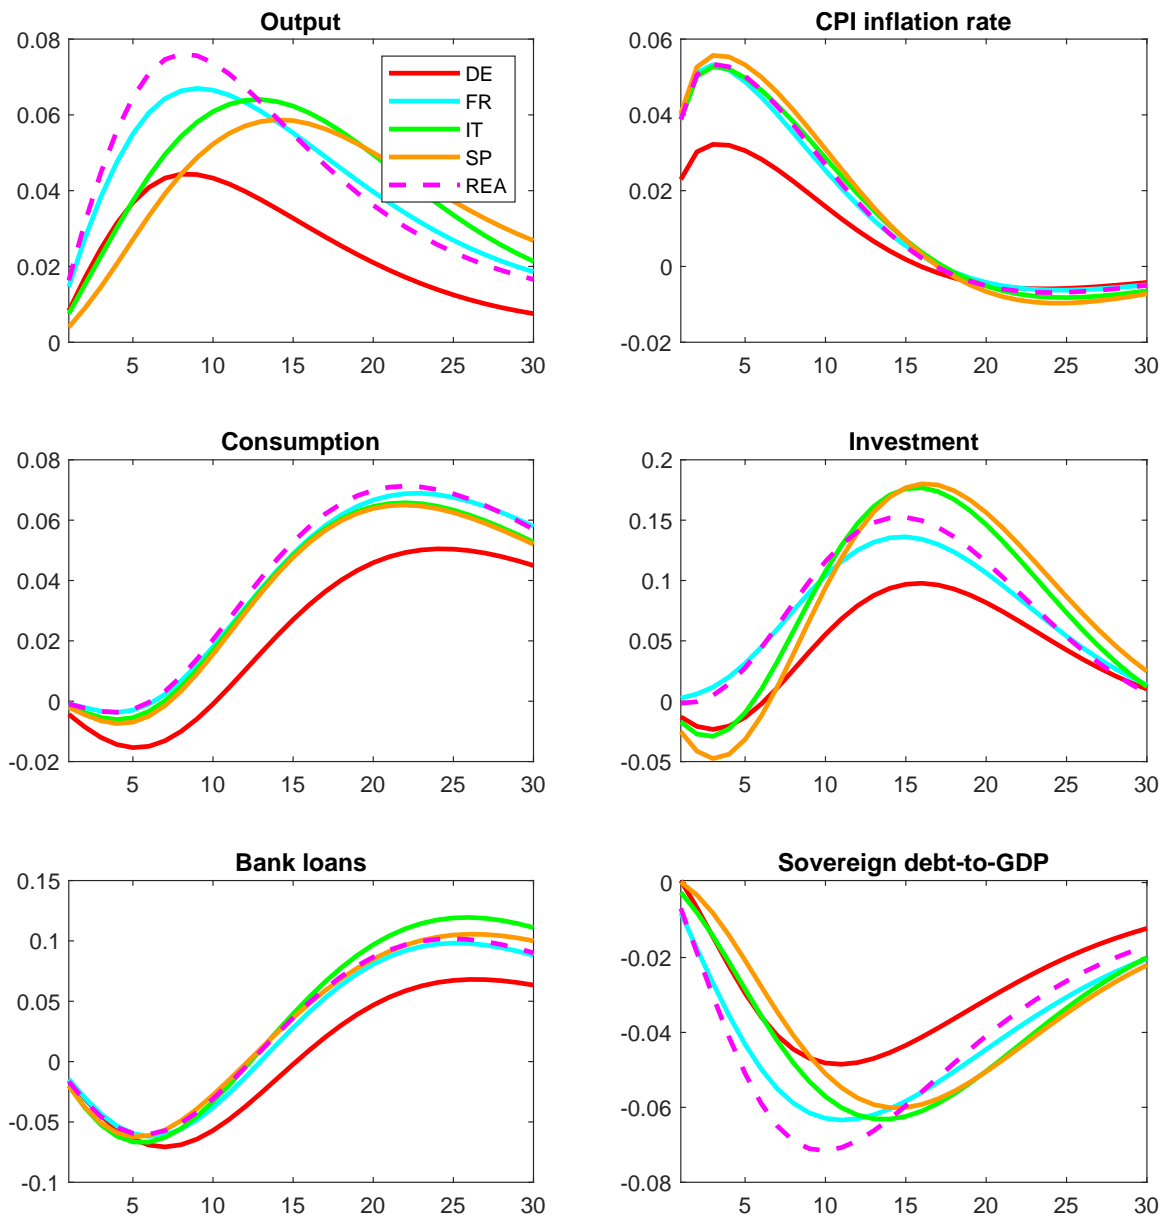 Output
0.08
0.06
0.04
0.02
0
5 10 15 20 25 30
DE
FR
IT
SP
REA
CPI inflation rate
0.06
0.04
0.02
0
-0.02
5 10 15 20 25 30
Consumption
0.08
0.06
0.04
0.02
0
-0.02
5 10 15 20 25 30
Investment
0.2
0.15
0.1
0.05
0
-0.05
5 10 15 20 25 30
Bank loans
0.15
0.1
0.05
0
-0.05
-0.1
5 10 15 20 25 30
Sovereign debt-to-GDP
0
-0.02
-0.04
-0.06
-0.08
5 10 15 20 25 30